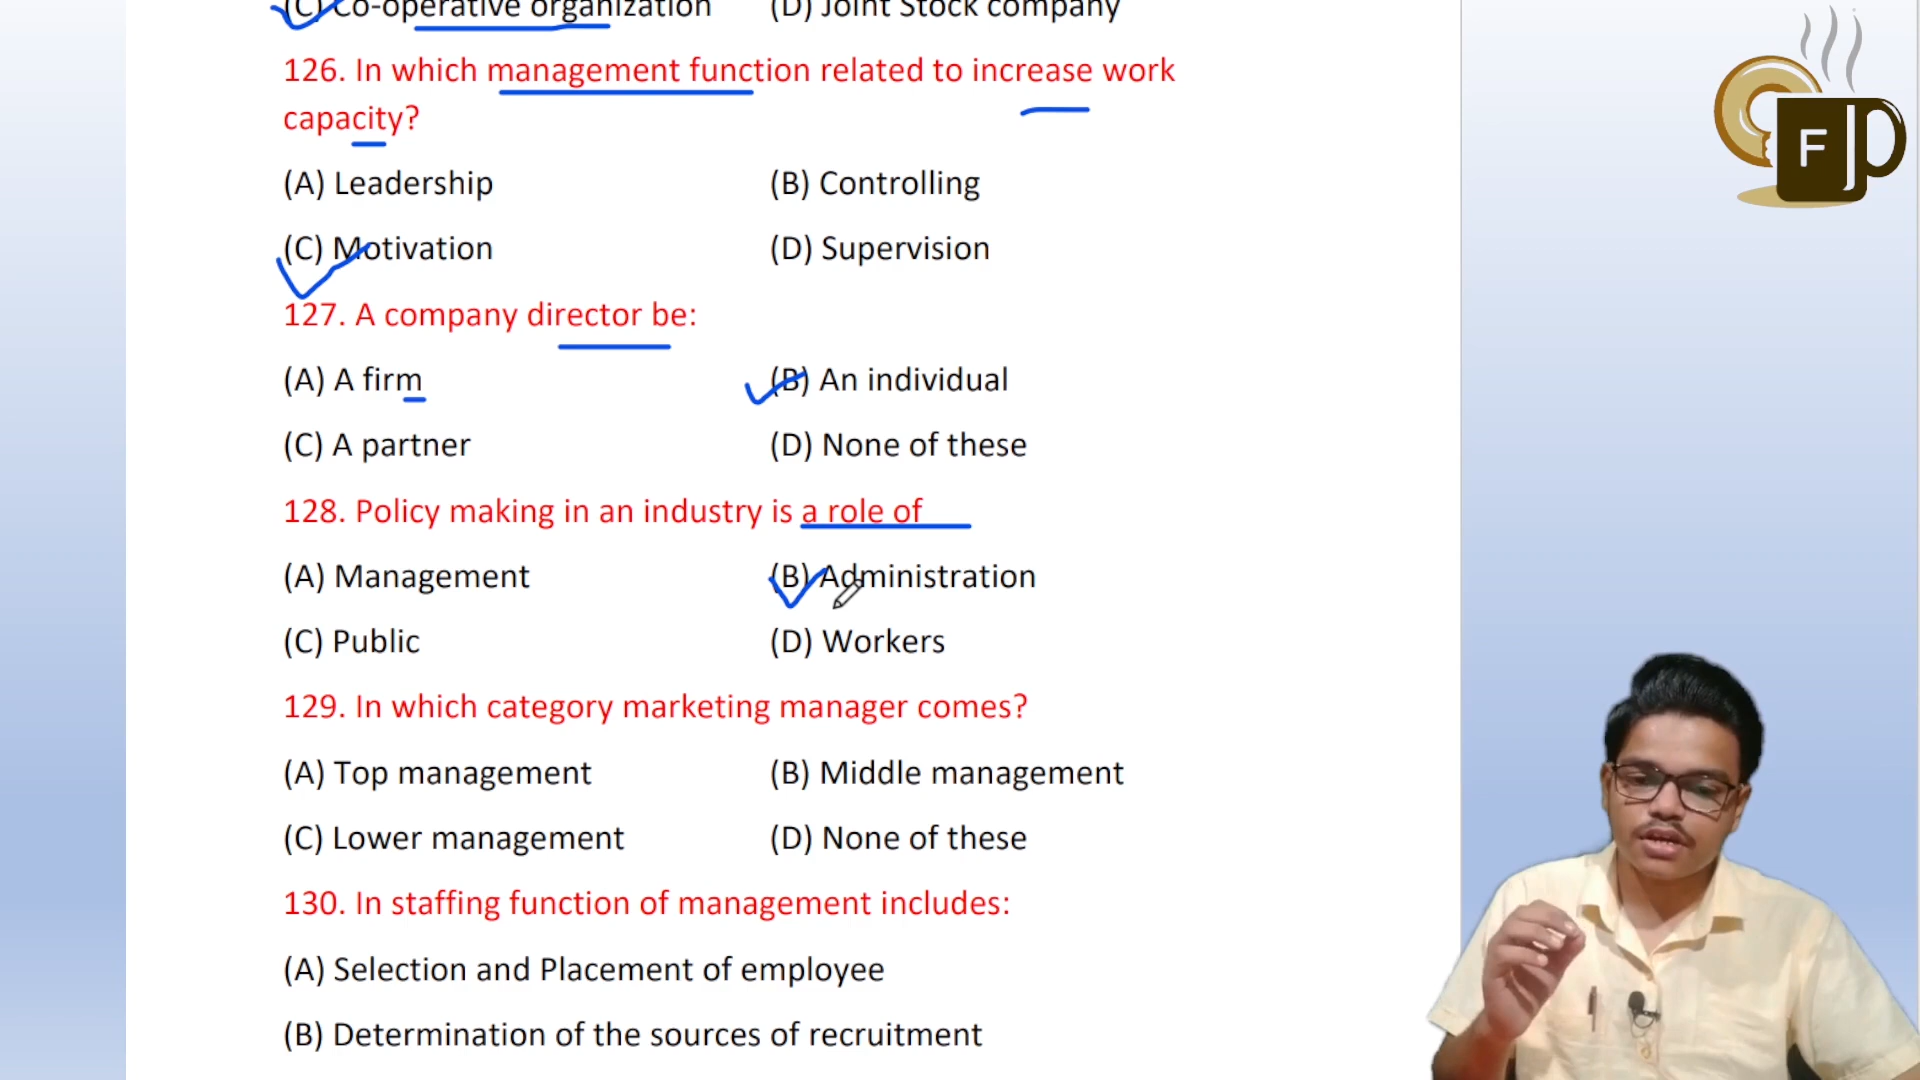 (C) Co-operative organization (D) Joint Stock company
126. In which management function related to increase work
capacity?
(A) Leadership (B) Controlling
(C) Motivation (D) Supervision
127. A company director be:
(A) A firm (B) An individual
(C) A partner (D) None of these
128. Policy making in an industry is a role of
(A) Management (B) Administration
(C) Public (D) Workers
129. In which category marketing manager comes?
(A) Top management (B) Middle management
(C) Lower management (D) None of these
130. In staffing function of management includes:
(A) Selection and Placement of employee
(B) Determination of the sources of recruitment
F